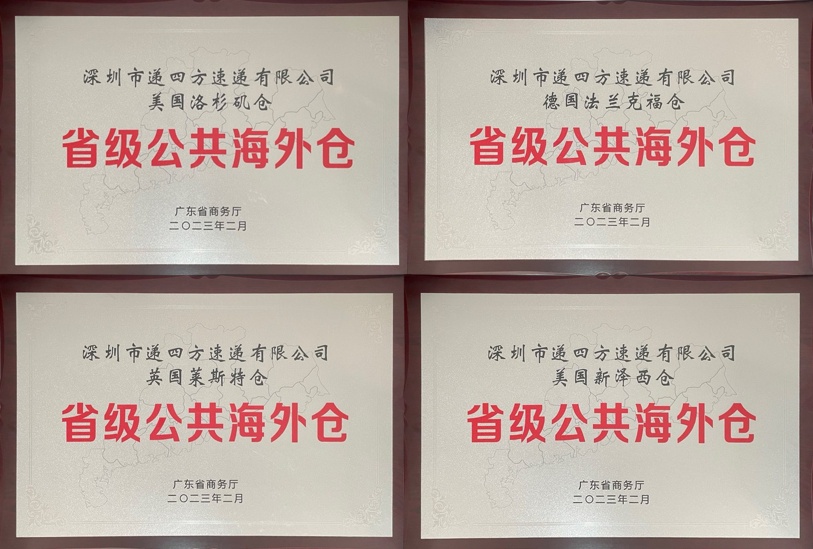 深圳市递四方速递有限公司
美国洛杉矶仓
省级公共海外仓
广东省商务厅
二〇二三年二月
深圳市递四方速递有限公司
德国法兰克福仓
省级公共海外仓
广东省商务厅
二〇二三年二月
深圳市递四方速递有限公司
英国莱斯特仓
省级公共海外仓
广东省商务厅
二〇二三年二月
深圳市递四方速递有限公司
美国新泽西仓
省级公共海外仓
广东省商务厅
二〇二三年二月